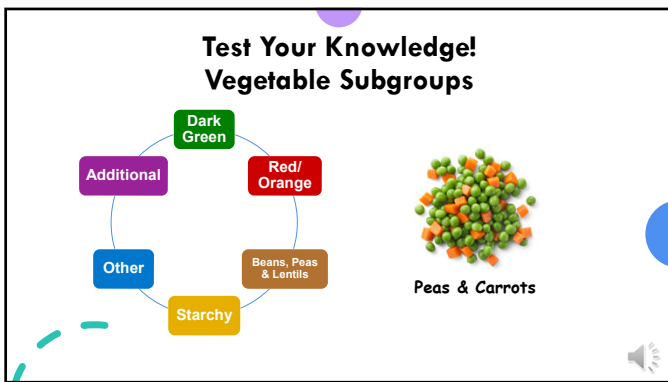 Test Your Knowledge!
Vegetable Subgroups
Dark
Green
Additional
Red/
Orange
Other
Beans, Peas
& Lentils
Starchy
Peas & Carrots